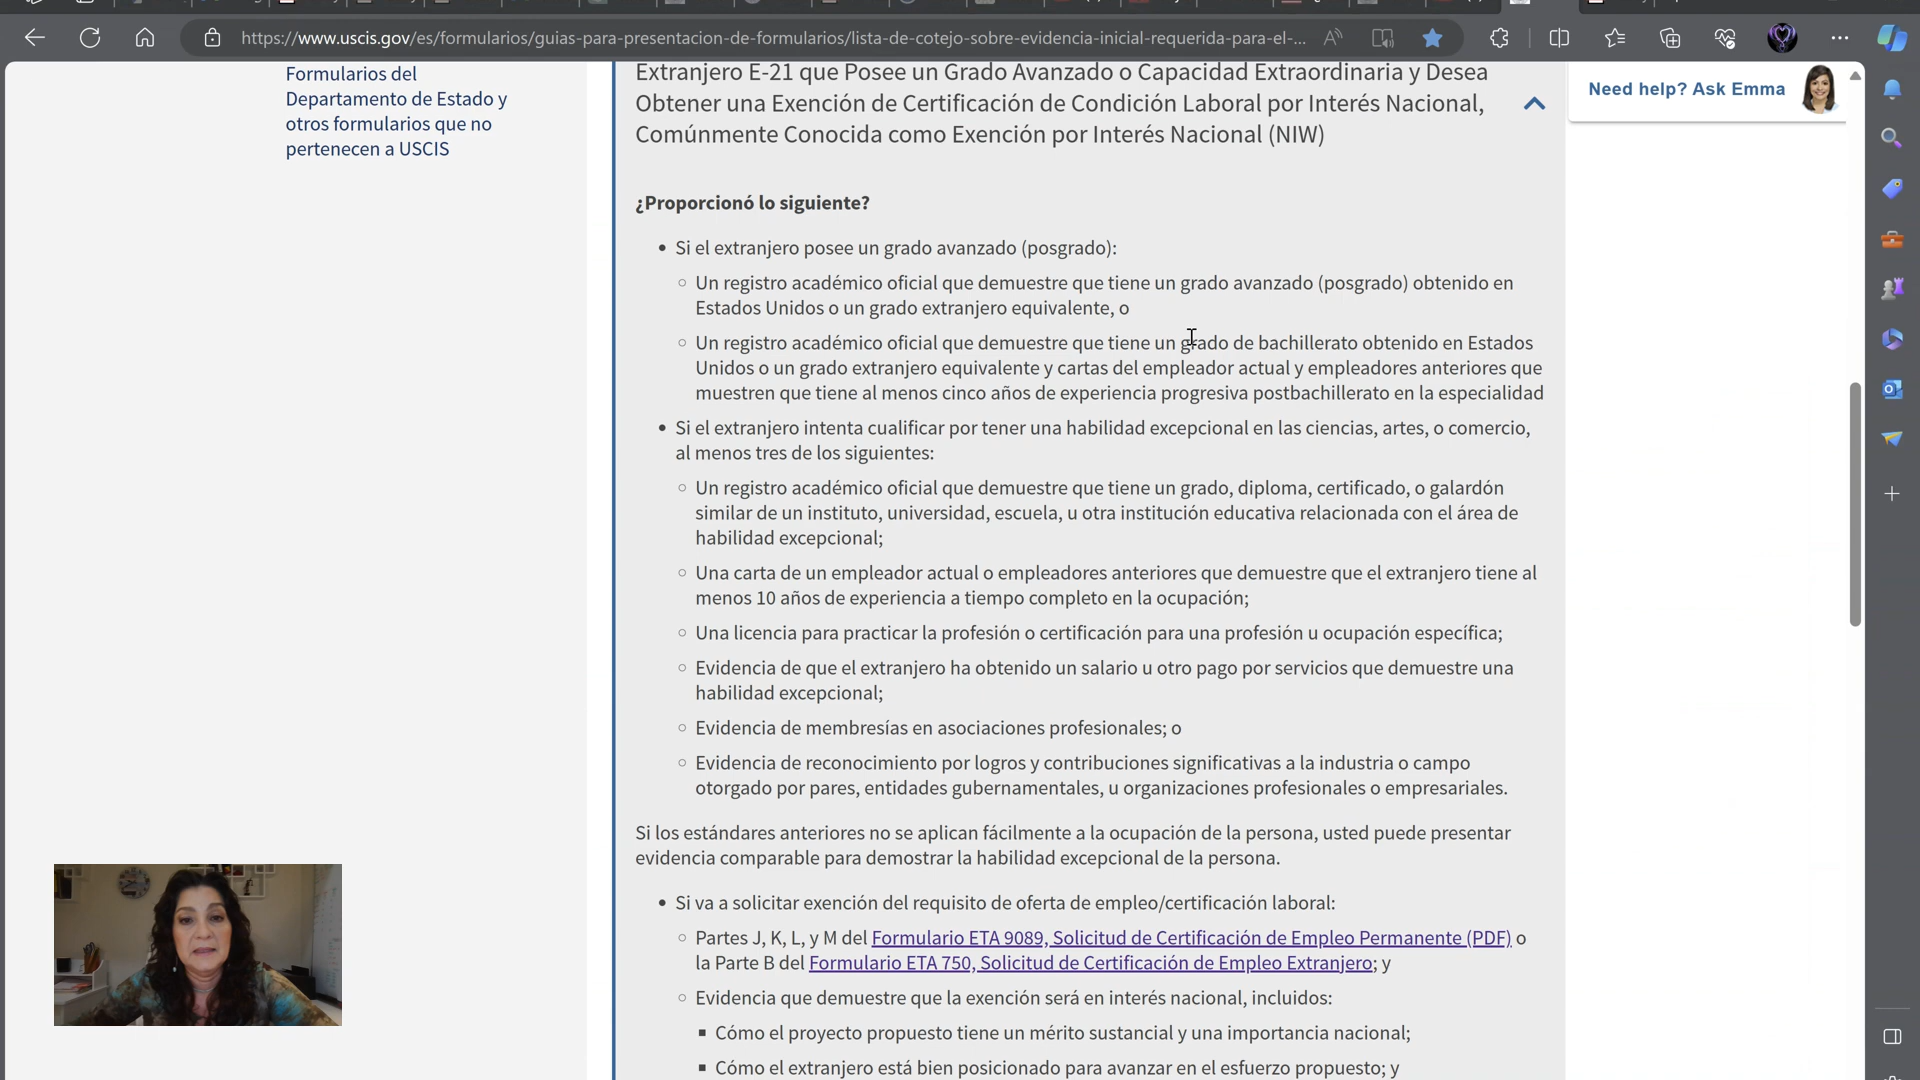 https://www.uscis.gov/es/formularios/guias-para-presentacion-de-formularios/lista-de-cotejo-sobre-evidencia-inicial-requerida-para-el-...
Formularios del
Departamento de Estado y
otros formularios que no
pertenecen a USCIS
Extranjero E-21 que Posee un Grado Avanzado o Capacidad Extraordinaria y Desea
Obtener una Exención de Certificación de Condición Laboral por Interés Nacional,
Comúnmente Conocida como Exención por Interés Nacional (NIW)
Need help? Ask Emma
¿Proporcionó lo siguiente?
• Si el extranjero posee un grado avanzado (posgrado):
○ Un registro académico oficial que demuestre que tiene un grado avanzado (posgrado) obtenido en
Estados Unidos o un grado extranjero equivalente, o
○ Un registro académico oficial que demuestre que tiene un grado de bachillerato obtenido en Estados
Unidos o un grado extranjero equivalente y cartas del empleador actual y empleadores anteriores que
muestren que tiene al menos cinco años de experiencia progresiva postbachillerato en la especialidad
• Si el extranjero intenta cualificar por tener una habilidad excepcional en las ciencias, artes, o comercio,
al menos tres de los siguientes:
○ Un registro académico oficial que demuestre que tiene un grado, diploma, certificado, o galardón
similar de un instituto, universidad, escuela, u otra institución educativa relacionada con el área de
habilidad excepcional;
○ Una carta de un empleador actual o empleadores anteriores que demuestre que el extranjero tiene al
menos 10 años de experiencia a tiempo completo en la ocupación;
○ Una licencia para practicar la profesión o certificación para una profesión u ocupación específica;
○ Evidencia de que el extranjero ha obtenido un salario u otro pago por servicios que demuestre una
habilidad excepcional;
○ Evidencia de membresías en asociaciones profesionales; o
○ Evidencia de reconocimiento por logros y contribuciones significativas a la industria o campo
otorgado por pares, entidades gubernamentales, u organizaciones profesionales o empresariales.
Si los estándares anteriores no se aplican fácilmente a la ocupación de la persona, usted puede presentar
evidencia comparable para demostrar la habilidad excepcional de la persona.
• Si va a solicitar exención del requisito de oferta de empleo/certificación laboral:
○ Partes J, K, L, y M del Formulario ETA 9089, Solicitud de Certificación de Empleo Permanente (PDF) o
la Parte B del Formulario ETA 750, Solicitud de Certificación de Empleo Extranjero; y
○ Evidencia que demuestre que la exención será en interés nacional, incluidos:
▪ Cómo el proyecto propuesto tiene un mérito sustancial y una importancia nacional;
▪ Cómo el extranjero está bien posicionado para avanzar en el esfuerzo propuesto; y